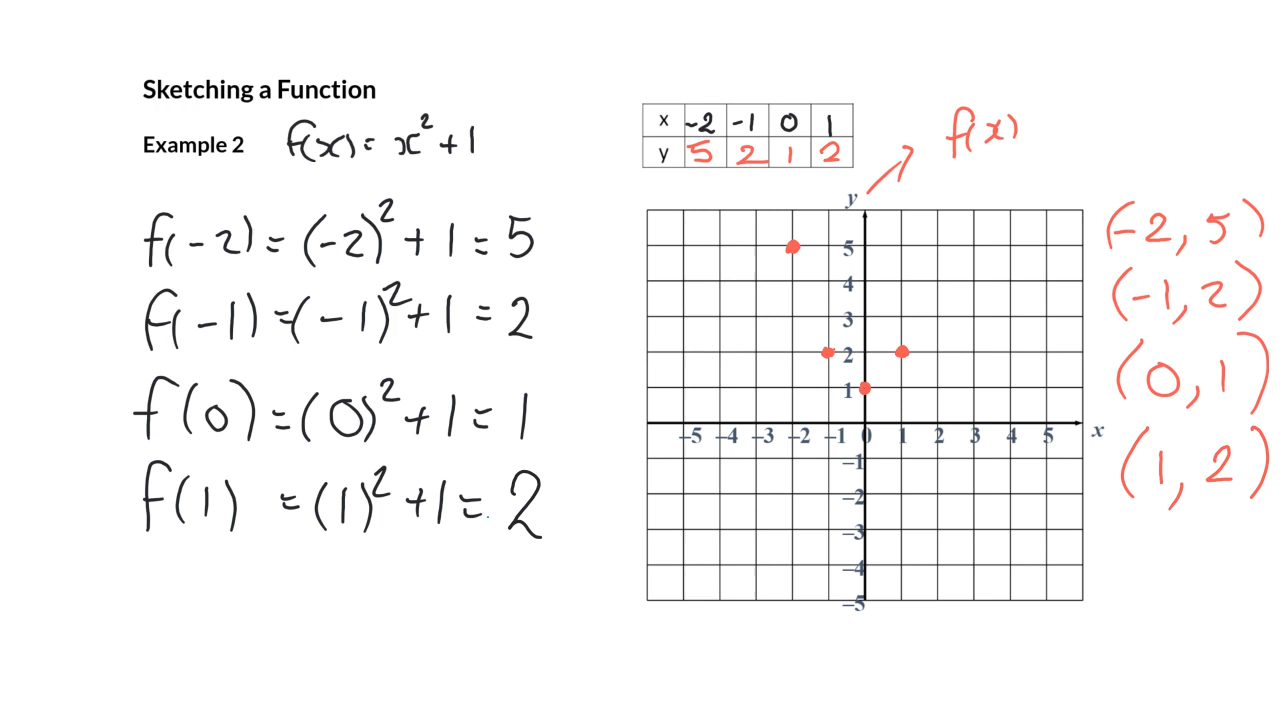 Sketching a Function
Example 2 f(x) = x² + 1
f(-2) = (-2)² + 1 = 5
f(-1) = (-1)² + 1 = 2
f(0) = (0)² + 1 = 1
f(1) = (1)² + 1 = 2
x -2 -1 0 1
y 5 2 1 2
f(x)
y
5
4
3
2
1
–5 –4 –3 –2 –1 0 1 2 3 4 5 x
–1
–2
–3
–4
–5
(-2, 5)
(-1, 2)
(0, 1)
(1, 2)